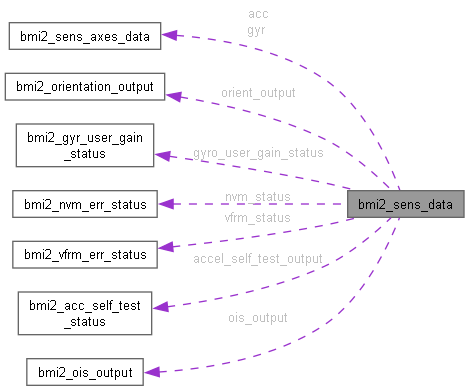 acc
gyr
bmi2_sens_axes_data
bmi2_orientation_output
orient_output
bmi2_gyr_user_gain
_status
gyro_user_gain_status
bmi2_nvm_err_status
nvm_status
bmi2_sens_data
vfrm_status
bmi2_vfrm_err_status
accel_self_test_output
bmi2_acc_self_test
_status
ois_output
bmi2_ois_output